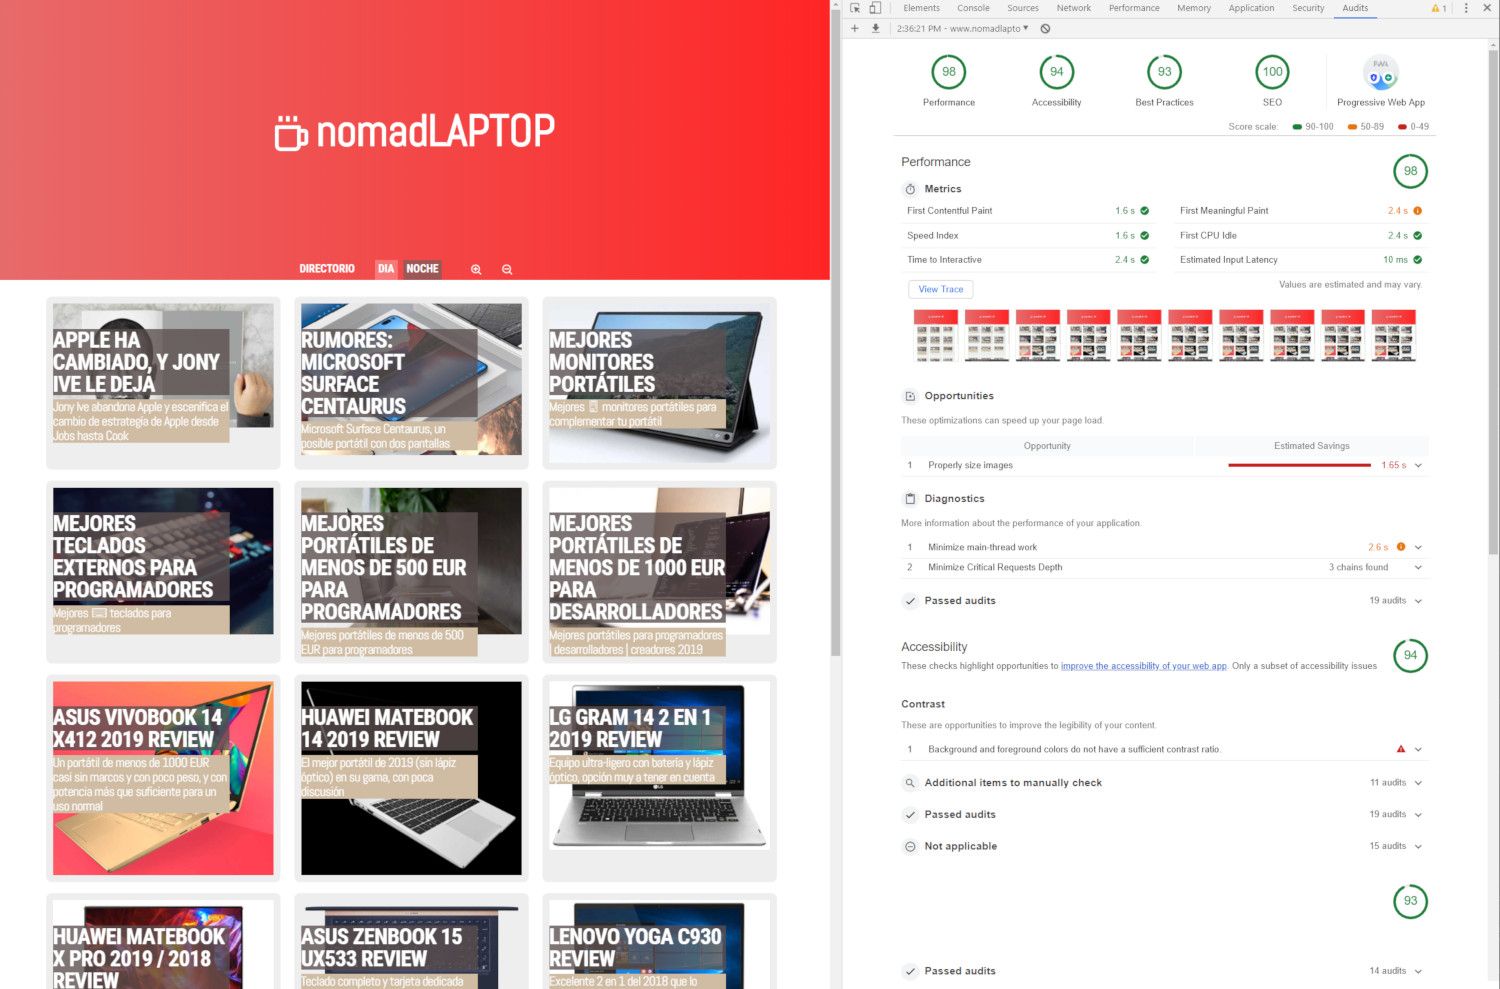 nomadLAPTOP
DIRECTORIO DIA NOCHE
APPLE HA
CAMBIADO, Y JONY
IVE LE DEJA
Jony Ive abandona Apple y escenifica el
cambio de estrategia de Apple desde
Jobs hasta Cook
RUMORES:
MICROSOFT
SURFACE
CENTAURUS
Microsoft Surface Centaurus, un
posible portátil con dos pantallas
MEJORES
MONITORES
PORTÁTILES
Mejores monitores portátiles para
complementar tu portátil
MEJORES
TECLADOS
EXTERNOS PARA
PROGRAMADORES
Mejores teclados para
programadores
MEJORES
PORTÁTILES DE
MENOS DE 500 EUR
PARA
PROGRAMADORES
Mejores portátiles de menos de 500
EUR para programadores
MEJORES
PORTÁTILES DE
MENOS DE 1000 EUR
PARA
DESARROLLADORES
Mejores portátiles para programadores
| desarrolladores | creadores 2019
ASUS VIVOBOOK 14
X412 2019 REVIEW
Un portátil de menos de 1000 EUR
casi sin marcos y con poco peso, y con
potencia más que suficiente para un
uso normal
HUAWEI MATEBOOK
14 2019 REVIEW
El mejor portátil de 2019 (sin lápiz
óptico) en su gama, con poca
discusión
LG GRAM 14 2 EN 1
2019 REVIEW
Equipo ultra-ligero con batería y lápiz
óptico, opción muy a tener en cuenta
LG
HUAWEI MATEBOOK
X PRO 2019 / 2018
REVIEW
ASUS ZENBOOK 15
UX533 REVIEW
Teclado completo y tarjeta dedicada
LENOVO YOGA C930
REVIEW
Excelente 2 en 1 del 2018 que lo
Elements Console Sources Network Performance Memory Application Security Audits 1
2:36:21 PM - www.nomadlapto
98 94 93 100 PWA
Performance Accessibility Best Practices SEO Progressive Web App
Score scale: 90-100 50-89 0-49
Performance 98
Metrics
First Contentful Paint 1.6 s First Meaningful Paint 2.4 s
Speed Index 1.6 s First CPU Idle 2.4 s
Time to Interactive 2.4 s Estimated Input Latency 10 ms
View Trace Values are estimated and may vary.
Opportunities
These optimizations can speed up your page load.
Opportunity Estimated Savings
1 Properly size images 1.65 s
Diagnostics
More information about the performance of your application.
1 Minimize main-thread work 2.6 s
2 Minimize Critical Requests Depth 3 chains found
Passed audits 19 audits
Accessibility 94
These checks highlight opportunities to improve the accessibility of your web app. Only a subset of accessibility issues
Contrast
These are opportunities to improve the legibility of your content.
1 Background and foreground colors do not have a sufficient contrast ratio.
Additional items to manually check 11 audits
Passed audits 19 audits
Not applicable 15 audits
93
Passed audits 14 audits